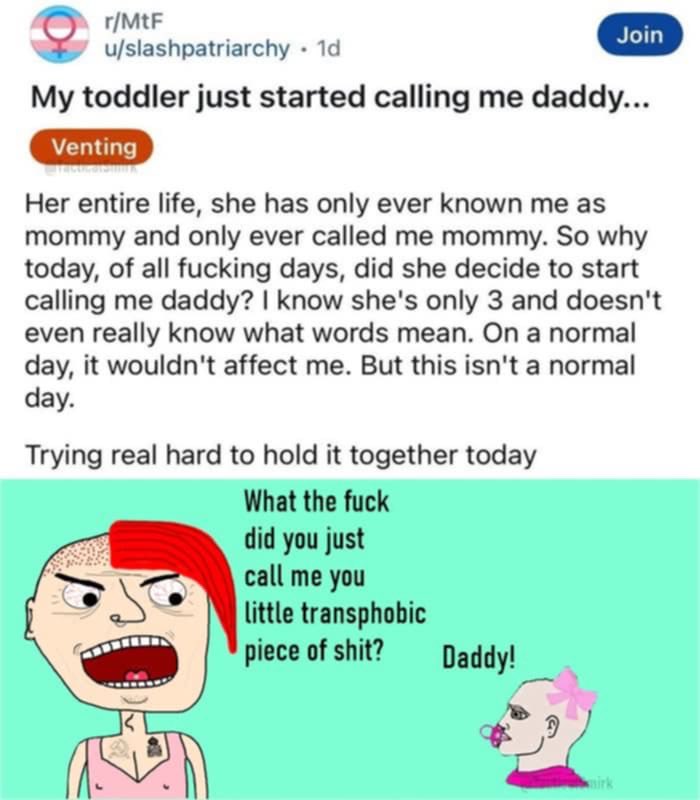 r/MtF
u/slashpatriarchy • 1d
Join
My toddler just started calling me daddy...
Venting
@TacticalSmirk
Her entire life, she has only ever known me as
mommy and only ever called me mommy. So why
today, of all fucking days, did she decide to start
calling me daddy? I know she's only 3 and doesn't
even really know what words mean. On a normal
day, it wouldn't affect me. But this isn't a normal
day.
Trying real hard to hold it together today
What the fuck
did you just
call me you
little transphobic
piece of shit?
Daddy!
@TacticalSmirk